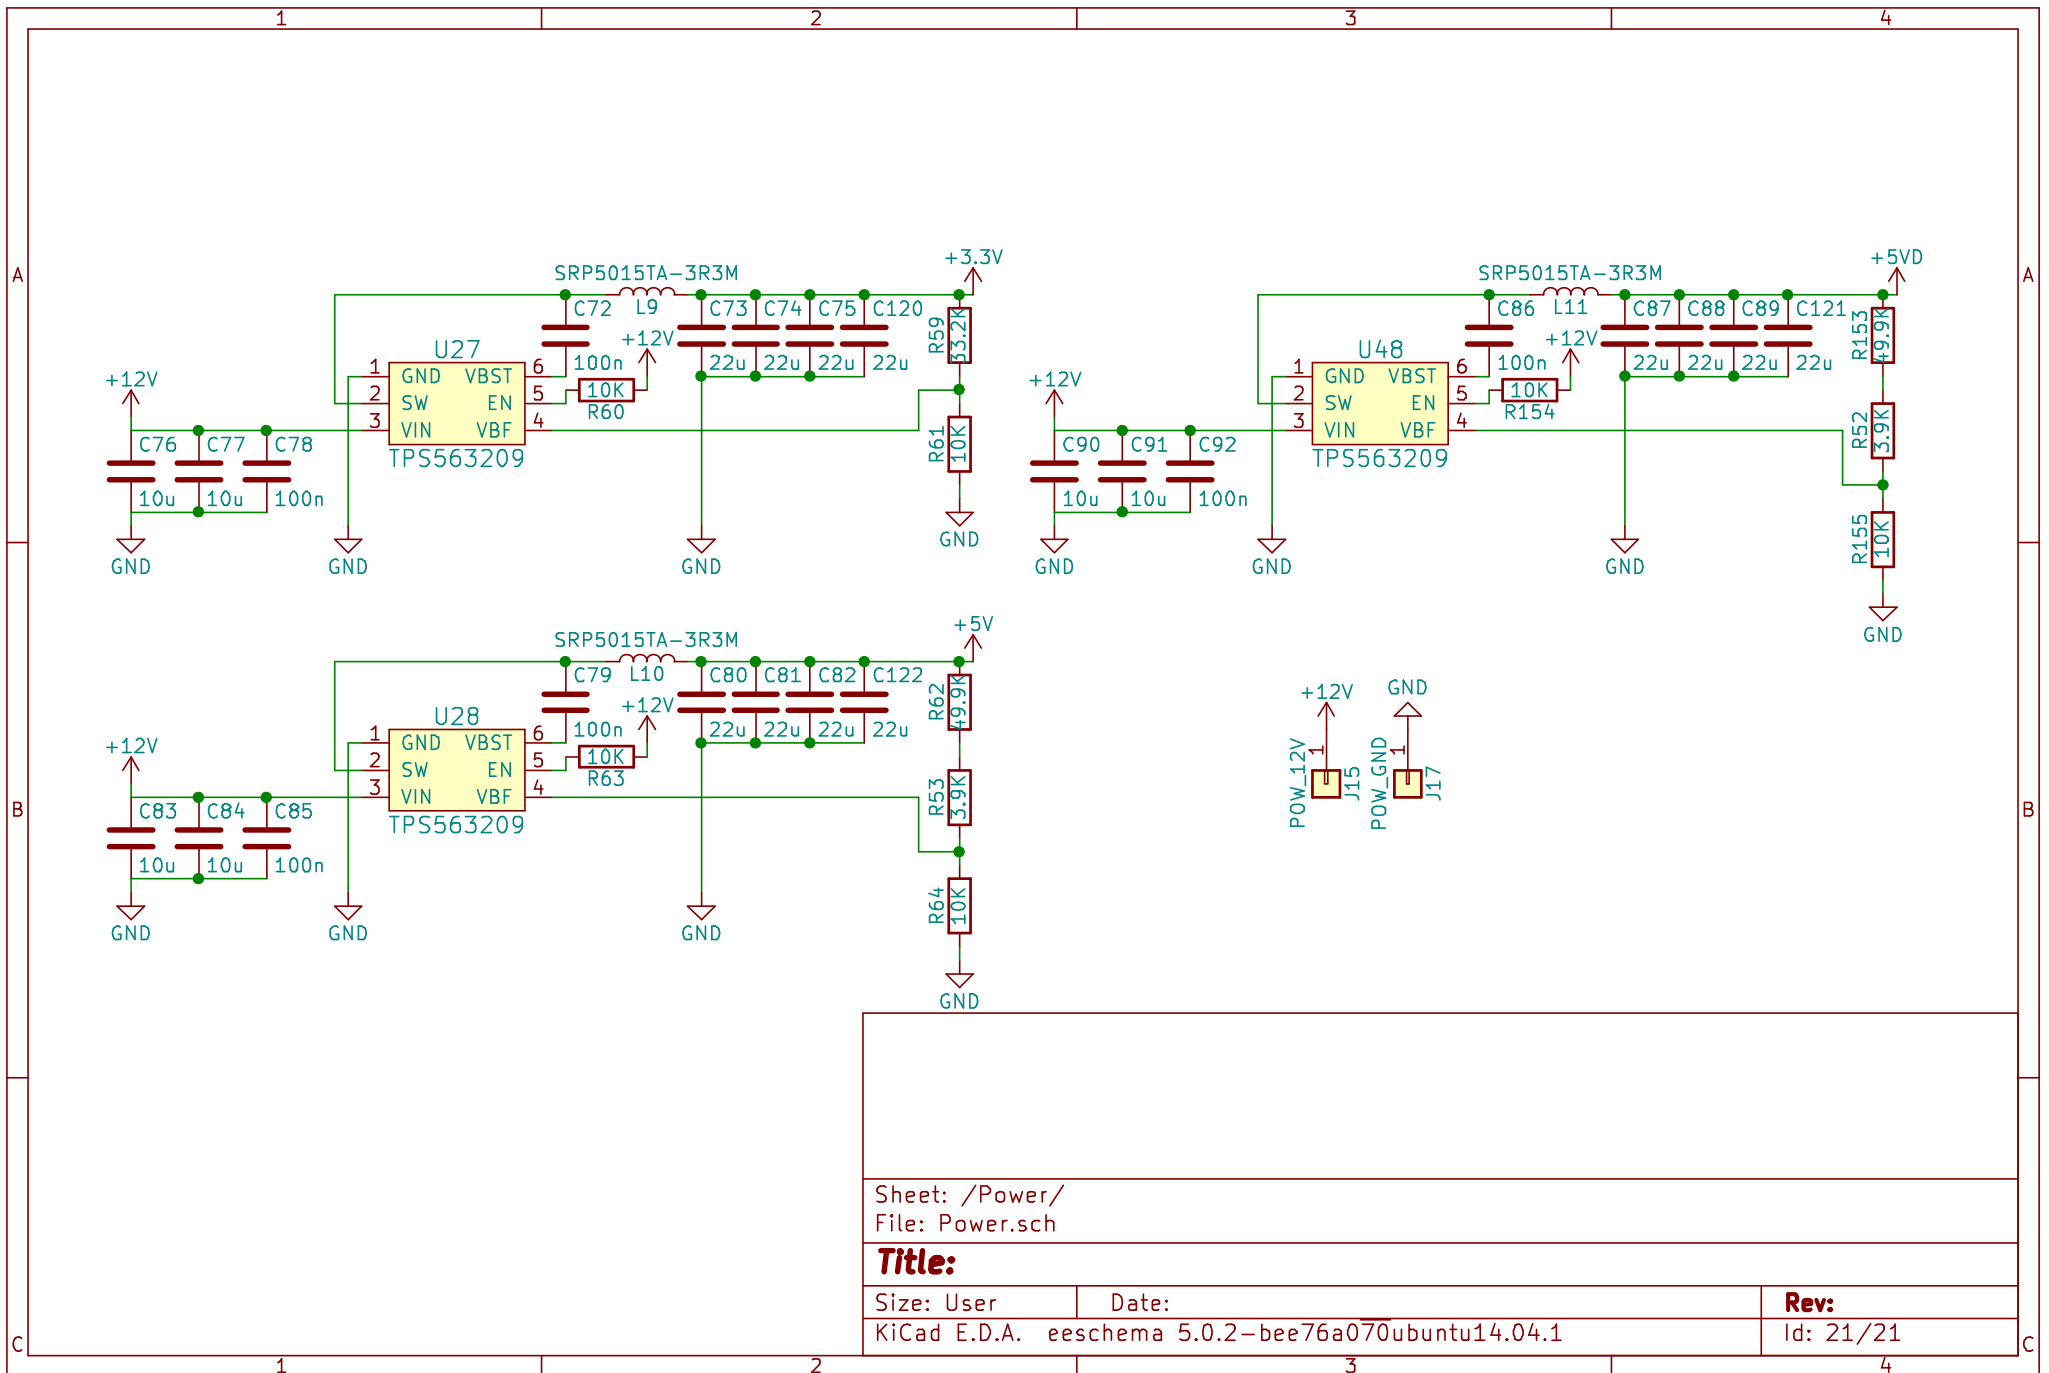 1 2 3 4
A A
B B
C C
SRP5015TA-3R3M
L9
+3.3V
C72
100n
C73
22u
C74
22u
C75
22u
C120
22u
R59
33.2K
+12V
R60
10K
R61
10K
GND
U27
1 GND
2 SW
3 VIN
VBST 6
EN 5
VBF 4
TPS563209
+12V
C76
10u
C77
10u
C78
100n
GND
GND
GND
SRP5015TA-3R3M
L11
+5VD
C86
100n
C87
22u
C88
22u
C89
22u
C121
22u
R153
49.9K
R52
3.9K
R155
10K
GND
+12V
R154
10K
U48
1 GND
2 SW
3 VIN
VBST 6
EN 5
VBF 4
TPS563209
+12V
C90
10u
C91
10u
C92
100n
GND
GND
GND
SRP5015TA-3R3M
L10
+5V
C79
100n
C80
22u
C81
22u
C82
22u
C122
22u
R62
49.9K
R53
3.9K
R64
10K
GND
+12V
R63
10K
U28
1 GND
2 SW
3 VIN
VBST 6
EN 5
VBF 4
TPS563209
+12V
C83
10u
C84
10u
C85
100n
GND
GND
GND
+12V
1
POW_12V
J15
GND
1
POW_GND
J17
Sheet: /Power/
File: Power.sch
Title:
Size: User Date: Rev:
KiCad E.D.A. eeschema 5.0.2-bee76a070ubuntu14.04.1 Id: 21/21
1 2 3 4